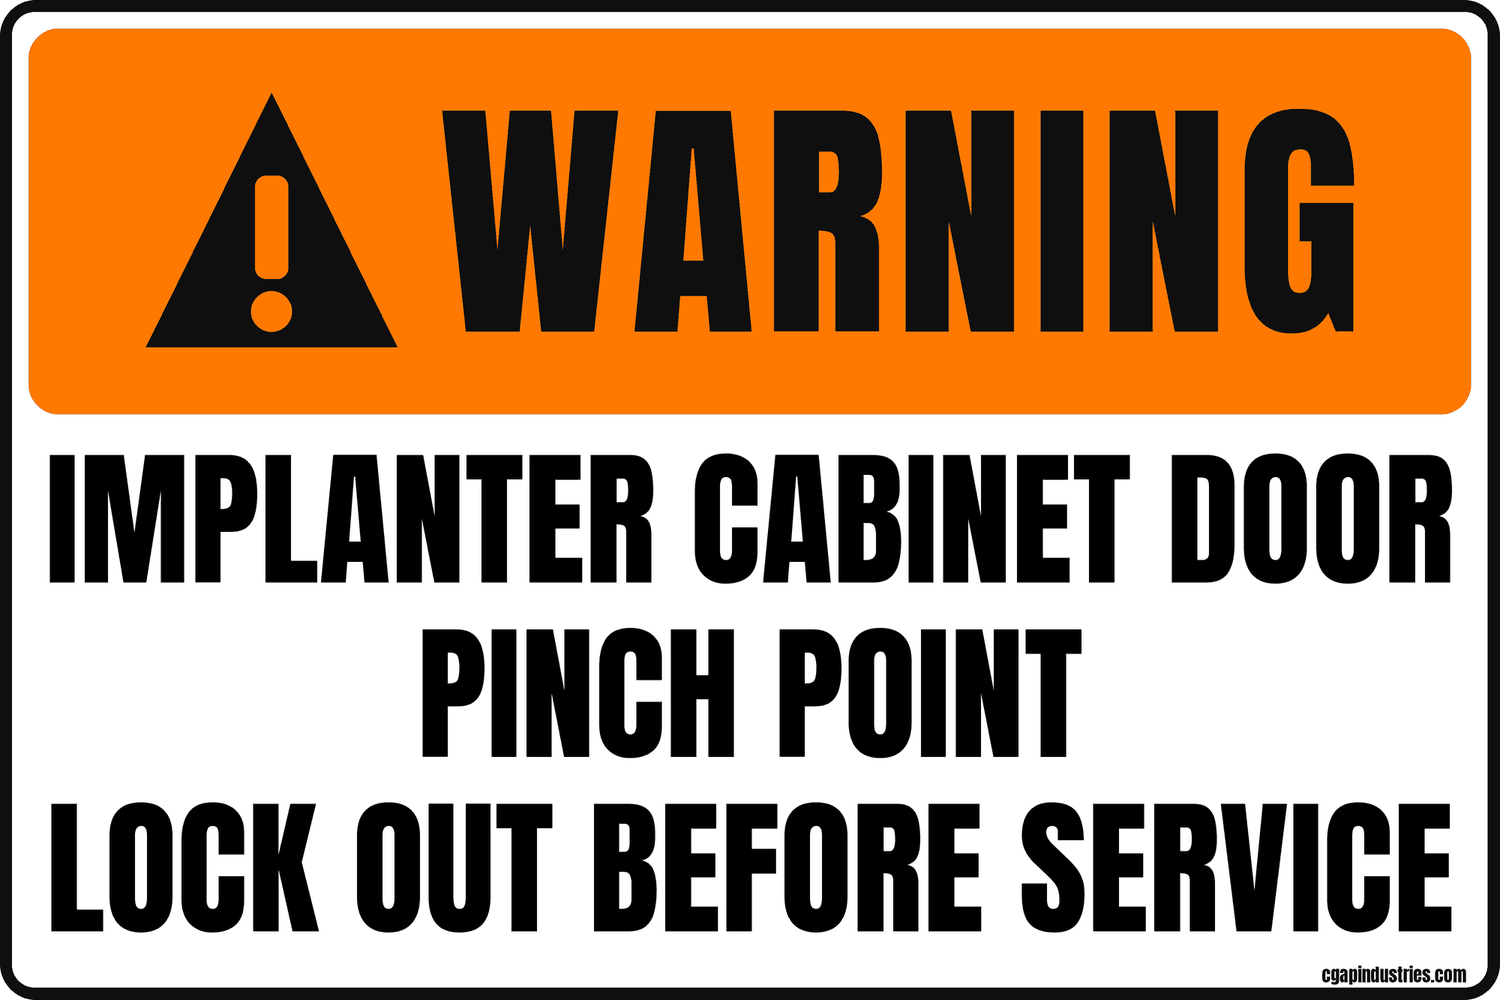 WARNING
IMPLANTER CABINET DOOR
PINCH POINT
LOCK OUT BEFORE SERVICE
cgapindustries.com